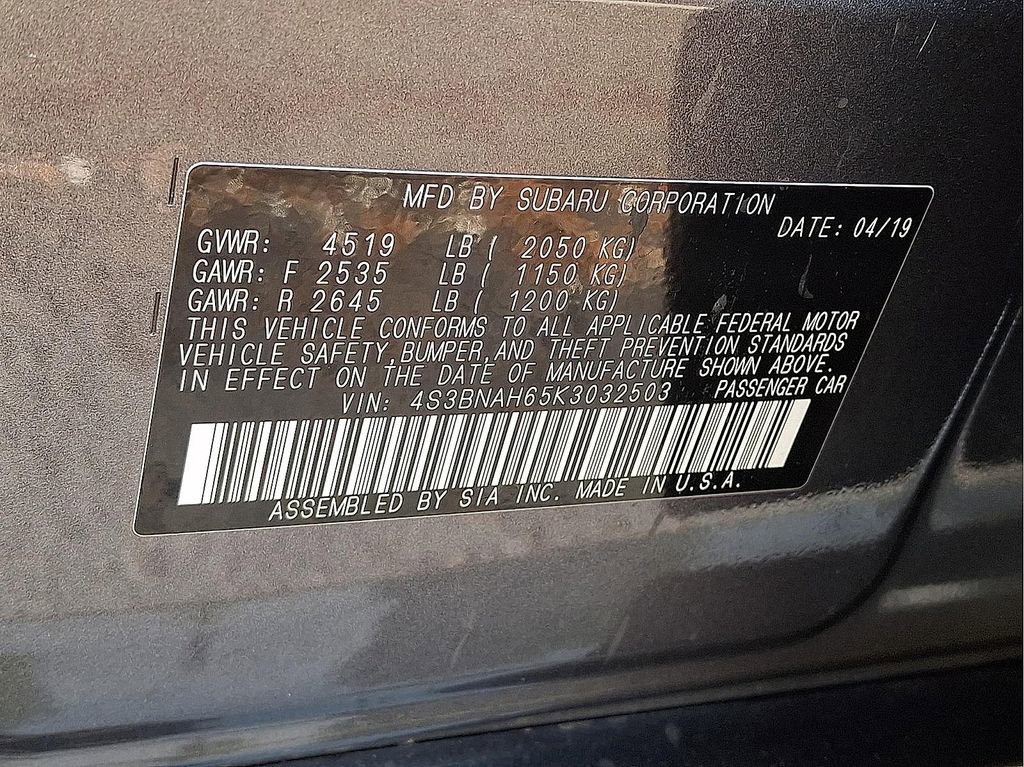 MFD BY SUBARU CORPORATION
DATE: 04/19
GVWR: 4519 LB ( 2050 KG)
GAWR: F 2535 LB ( 1150 KG)
GAWR: R 2645 LB ( 1200 KG)
THIS VEHICLE CONFORMS TO ALL APPLICABLE FEDERAL MOTOR
VEHICLE SAFETY,BUMPER,AND THEFT PREVENTION STANDARDS
IN EFFECT ON THE DATE OF MANUFACTURE SHOWN ABOVE.
VIN: 4S3BNAH65K3032503 PASSENGER CAR
ASSEMBLED BY SIA INC. MADE IN U.S.A.